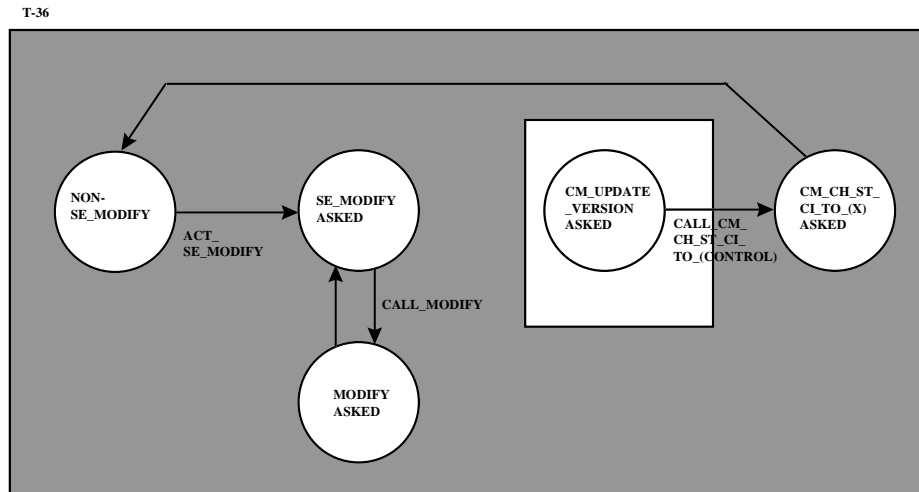 T-36
NON-
SE_MODIFY
ACT_
SE_MODIFY
SE_MODIFY
ASKED
CALL_MODIFY
MODIFY
ASKED
CM_UPDATE
_VERSION
ASKED
CALL_CM_
CH_ST_CI_
TO_(CONTROL)
CM_CH_ST_
CI_TO_(X)
ASKED